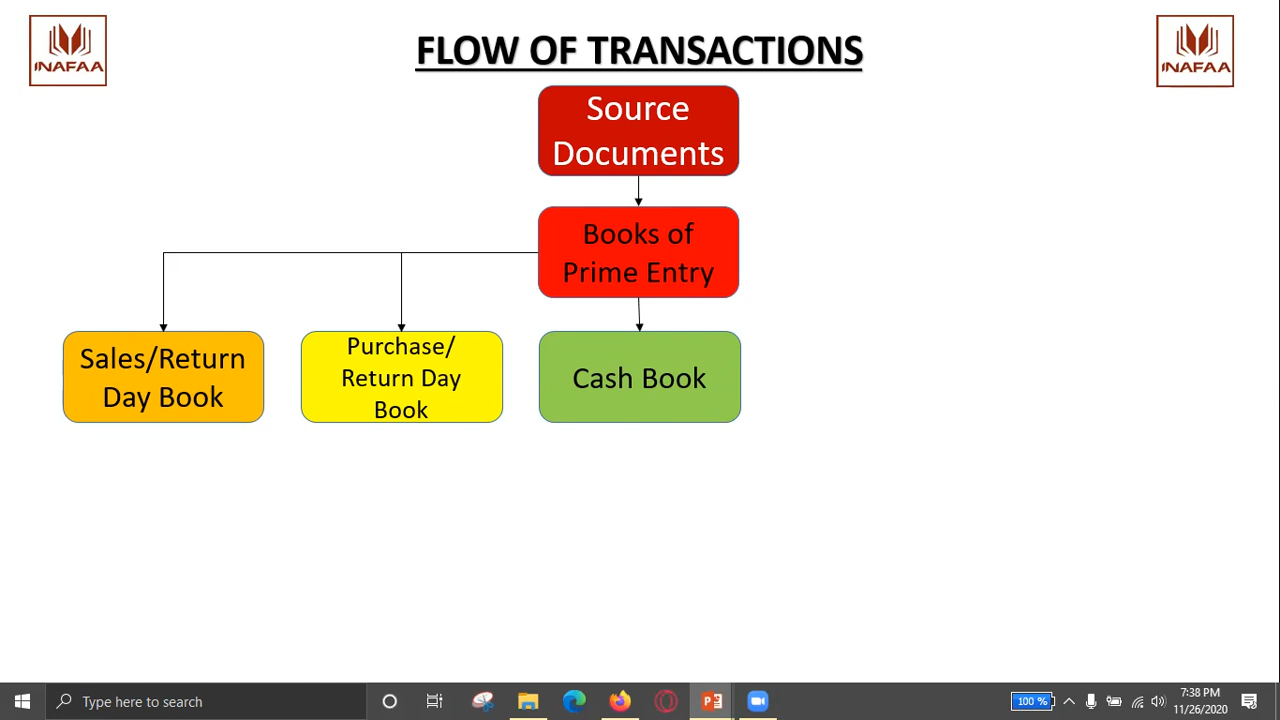 INAFAA
FLOW OF TRANSACTIONS
INAFAA
Source
Documents
Books of
Prime Entry
Sales/Return
Day Book
Purchase/
Return Day
Book
Cash Book
Type here to search
100 %
7:38 PM
11/26/2020